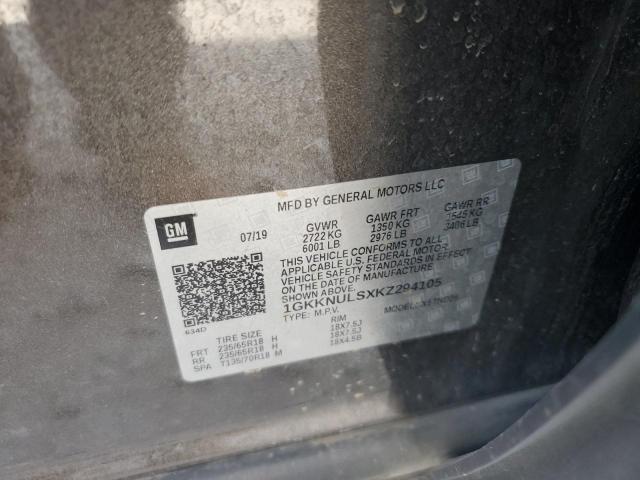 MFD BY GENERAL MOTORS LLC
GM
07/19 GVWR GAWR FRT GAWR RR
2722 KG 1350 KG 1545 KG
6001 LB 2976 LB 3406 LB
THIS VEHICLE CONFORMS TO ALL
APPLICABLE U.S. FEDERAL MOTOR
VEHICLE SAFETY STANDARDS IN EFFECT
ON THE DATE OF MANUFACTURE
SHOWN ABOVE.
1GKKNULSXKZ294105
TYPE: M.P.V. MODEL:
634D
TIRE SIZE RIM
FRT 235/65R18 H 18X7.5J
RR 235/65R18 H 18X7.5J
SPA T135/70R18 M 18X4.5B